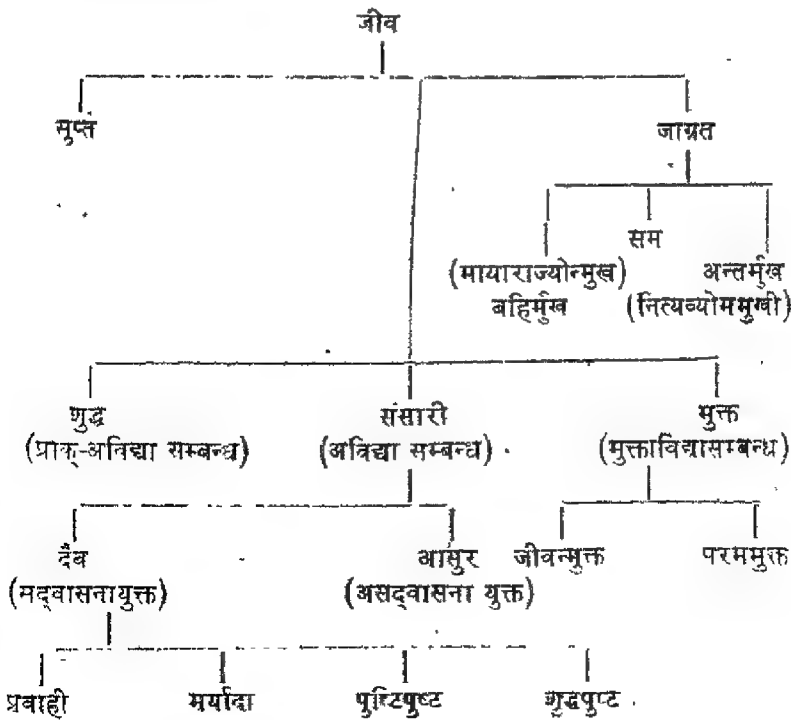 जीव
सुप्त जाग्रत
सम
(मायाराज्योन्मुख) अन्तर्मुख
बहिर्मुख (नित्यव्योममुखी)
शुद्ध संसारी मुक्त
(प्राक्-अविद्या सम्बन्ध) (अविद्या सम्बन्ध) (मुक्ताविद्यासम्बन्ध)
दैव आसुर जीवन्मुक्त परममुक्त
(सद्‌वासनायुक्त) (असद्‌वासना युक्त)
प्रवाही मर्यादा पुष्टिपुष्ट शुद्धपुष्ट